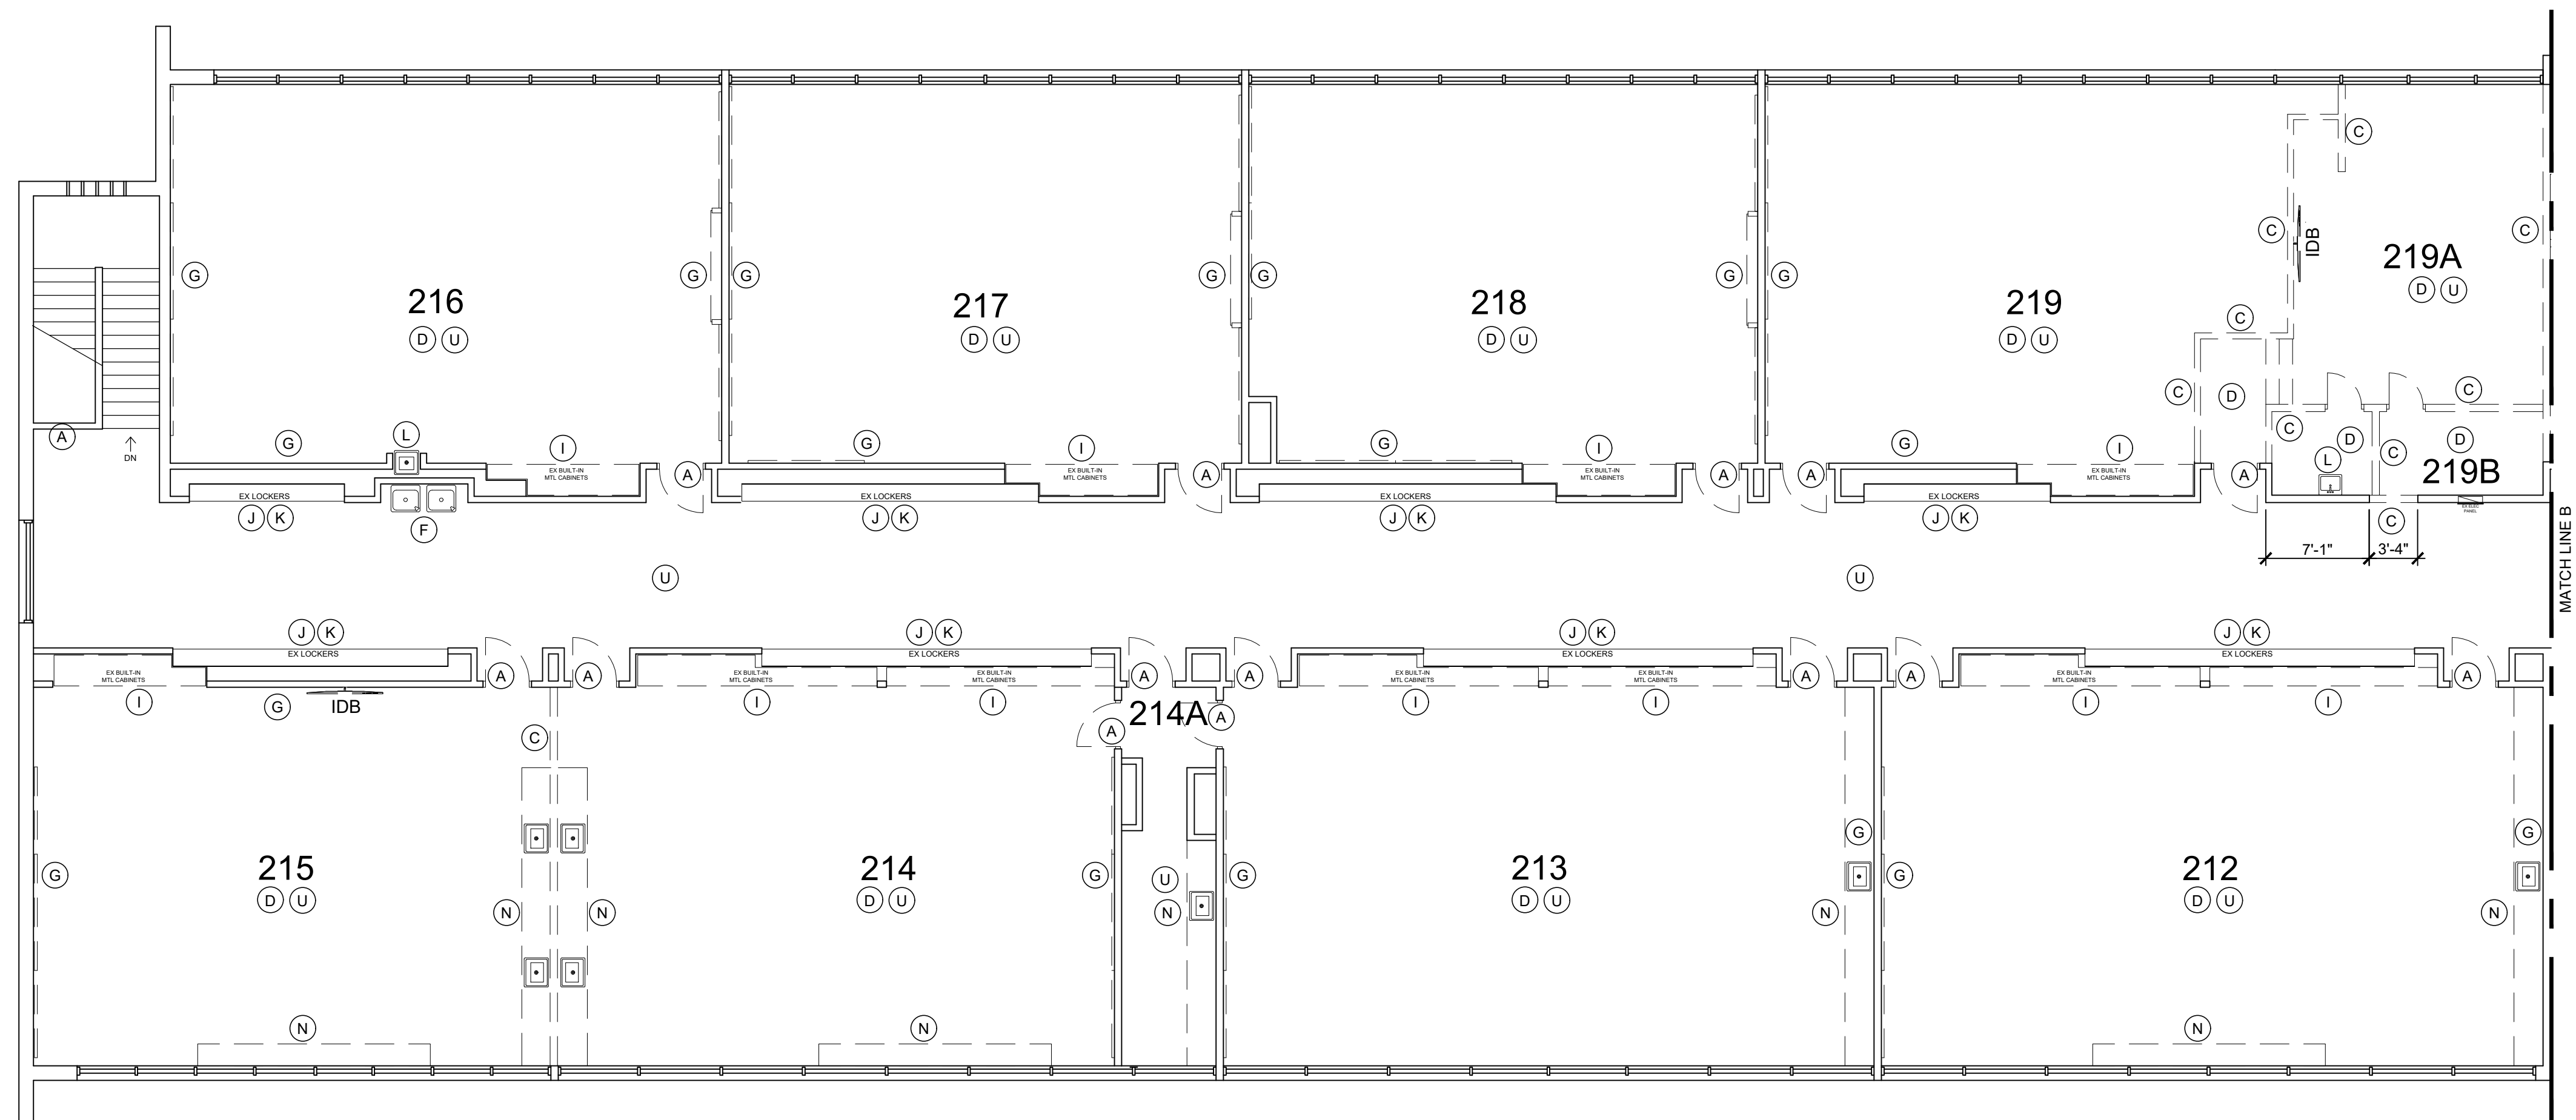 C
C
IDB
C
219A
D U
G
G
G
G
G
G
G
216
D U
217
D U
218
D U
219
D U
C
C
D
C
A
DN
G
L
I
EX BUILT-IN
MTL CABINETS
A
G
I
EX BUILT-IN
MTL CABINETS
A
G
I
EX BUILT-IN
MTL CABINETS
A
A
G
I
EX BUILT-IN
MTL CABINETS
A
C
D
L
C
D
219B
EX ELEC
PANEL
EX LOCKERS
J K
F
EX LOCKERS
J K
EX LOCKERS
J K
EX LOCKERS
J K
C
7'-1"
3'-4"
MATCH LINE B
U
U
J K
EX LOCKERS
J K
EX LOCKERS
J K
EX LOCKERS
J K
EX LOCKERS
EX BUILT-IN
MTL CABINETS
I
G
IDB
A
A
C
EX BUILT-IN
MTL CABINETS
I
EX BUILT-IN
MTL CABINETS
I
A
214A
A
A
A
EX BUILT-IN
MTL CABINETS
I
EX BUILT-IN
MTL CABINETS
I
A
A
EX BUILT-IN
MTL CABINETS
I
EX BUILT-IN
MTL CABINETS
I
A
G
215
D U
N
N
214
D U
G
U
N
G
213
D U
G
N
G
212
D U
G
N
N
N
N